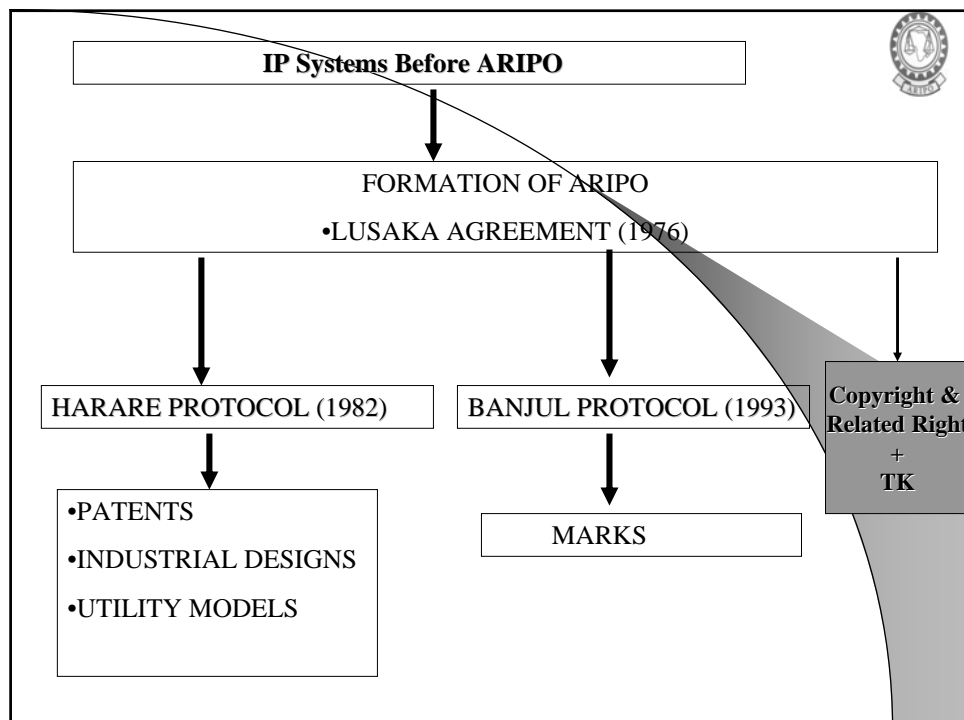 IP Systems Before ARIPO
ARIPO
FORMATION OF ARIPO
•LUSAKA AGREEMENT (1976)
HARARE PROTOCOL (1982)
BANJUL PROTOCOL (1993)
Copyright &
Related Right
+
TK
•PATENTS
•INDUSTRIAL DESIGNS
•UTILITY MODELS
MARKS